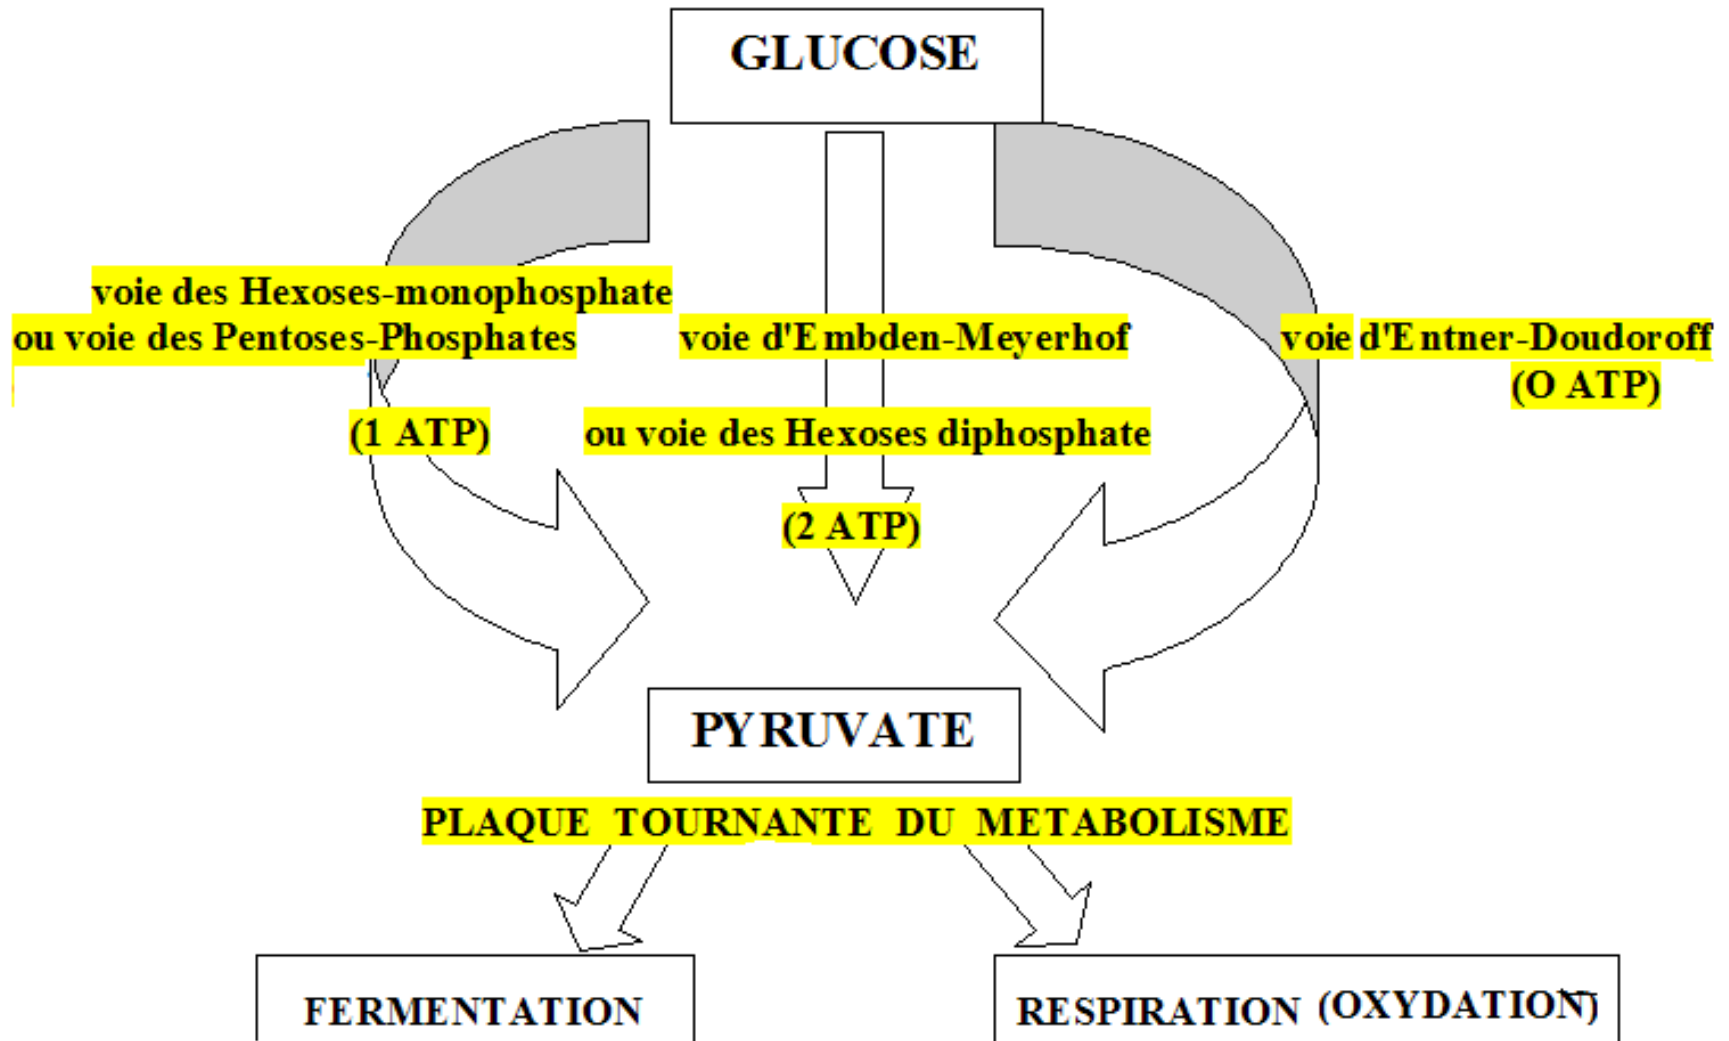 GLUCOSE
voie des Hexoses-monophosphate
ou voie des Pentoses-Phosphates
(1 ATP)
voie d'Embden-Meyerhof
ou voie des Hexoses diphosphate
(2 ATP)
voie d'Entner-Doudoroff
(O ATP)
PYRUVATE
PLAQUE TOURNANTE DU METABOLISME
FERMENTATION
RESPIRATION (OXYDATION)